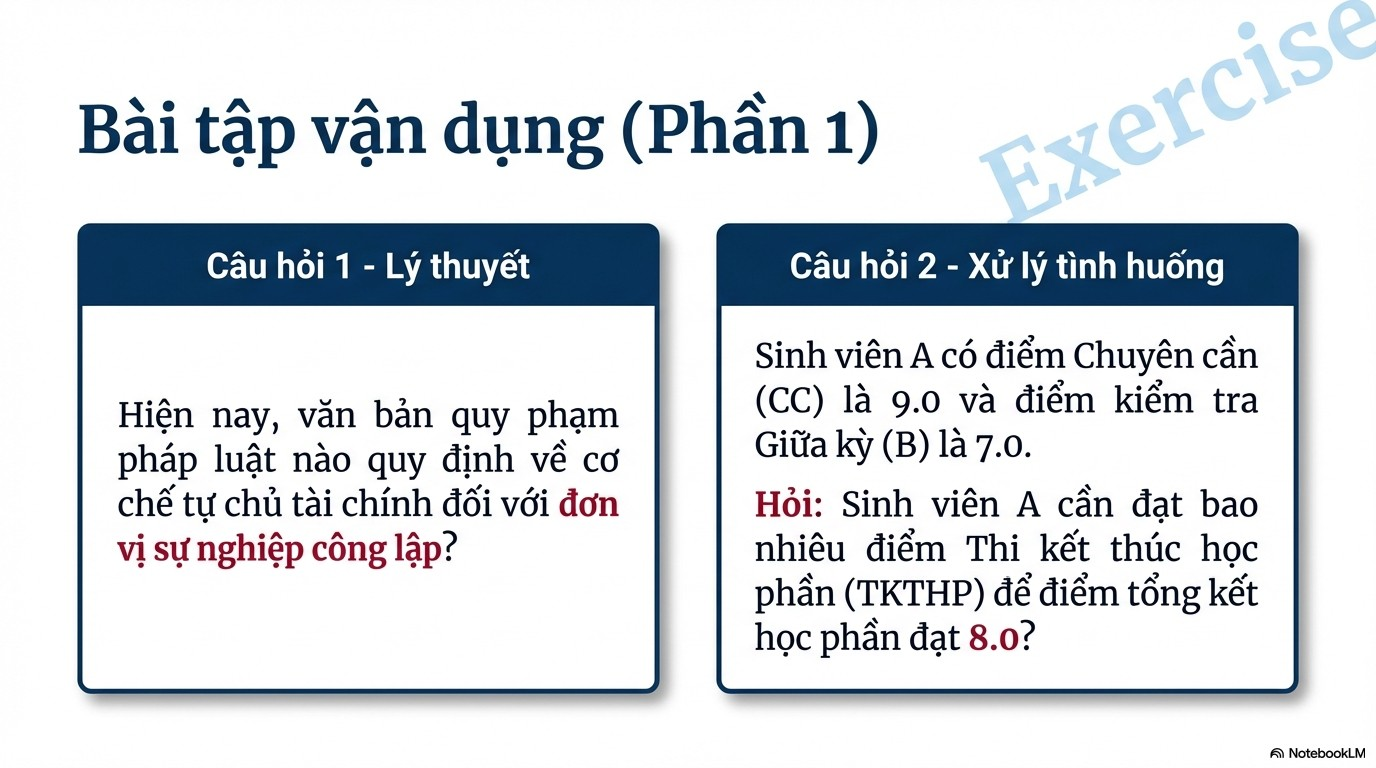 Exercise
Bài tập vận dụng (Phần 1)
Câu hỏi 1 - Lý thuyết
Hiện nay, văn bản quy phạm
pháp luật nào quy định về cơ
chế tự chủ tài chính đối với đơn
vị sự nghiệp công lập?
Câu hỏi 2 - Xử lý tình huống
Sinh viên A có điểm Chuyên cần
(CC) là 9.0 và điểm kiểm tra
Giữa kỳ (B) là 7.0.
Hỏi: Sinh viên A cần đạt bao
nhiêu điểm Thi kết thúc học
phần (TKTHP) để điểm tổng kết
học phần đạt 8.0?
NotebookLM